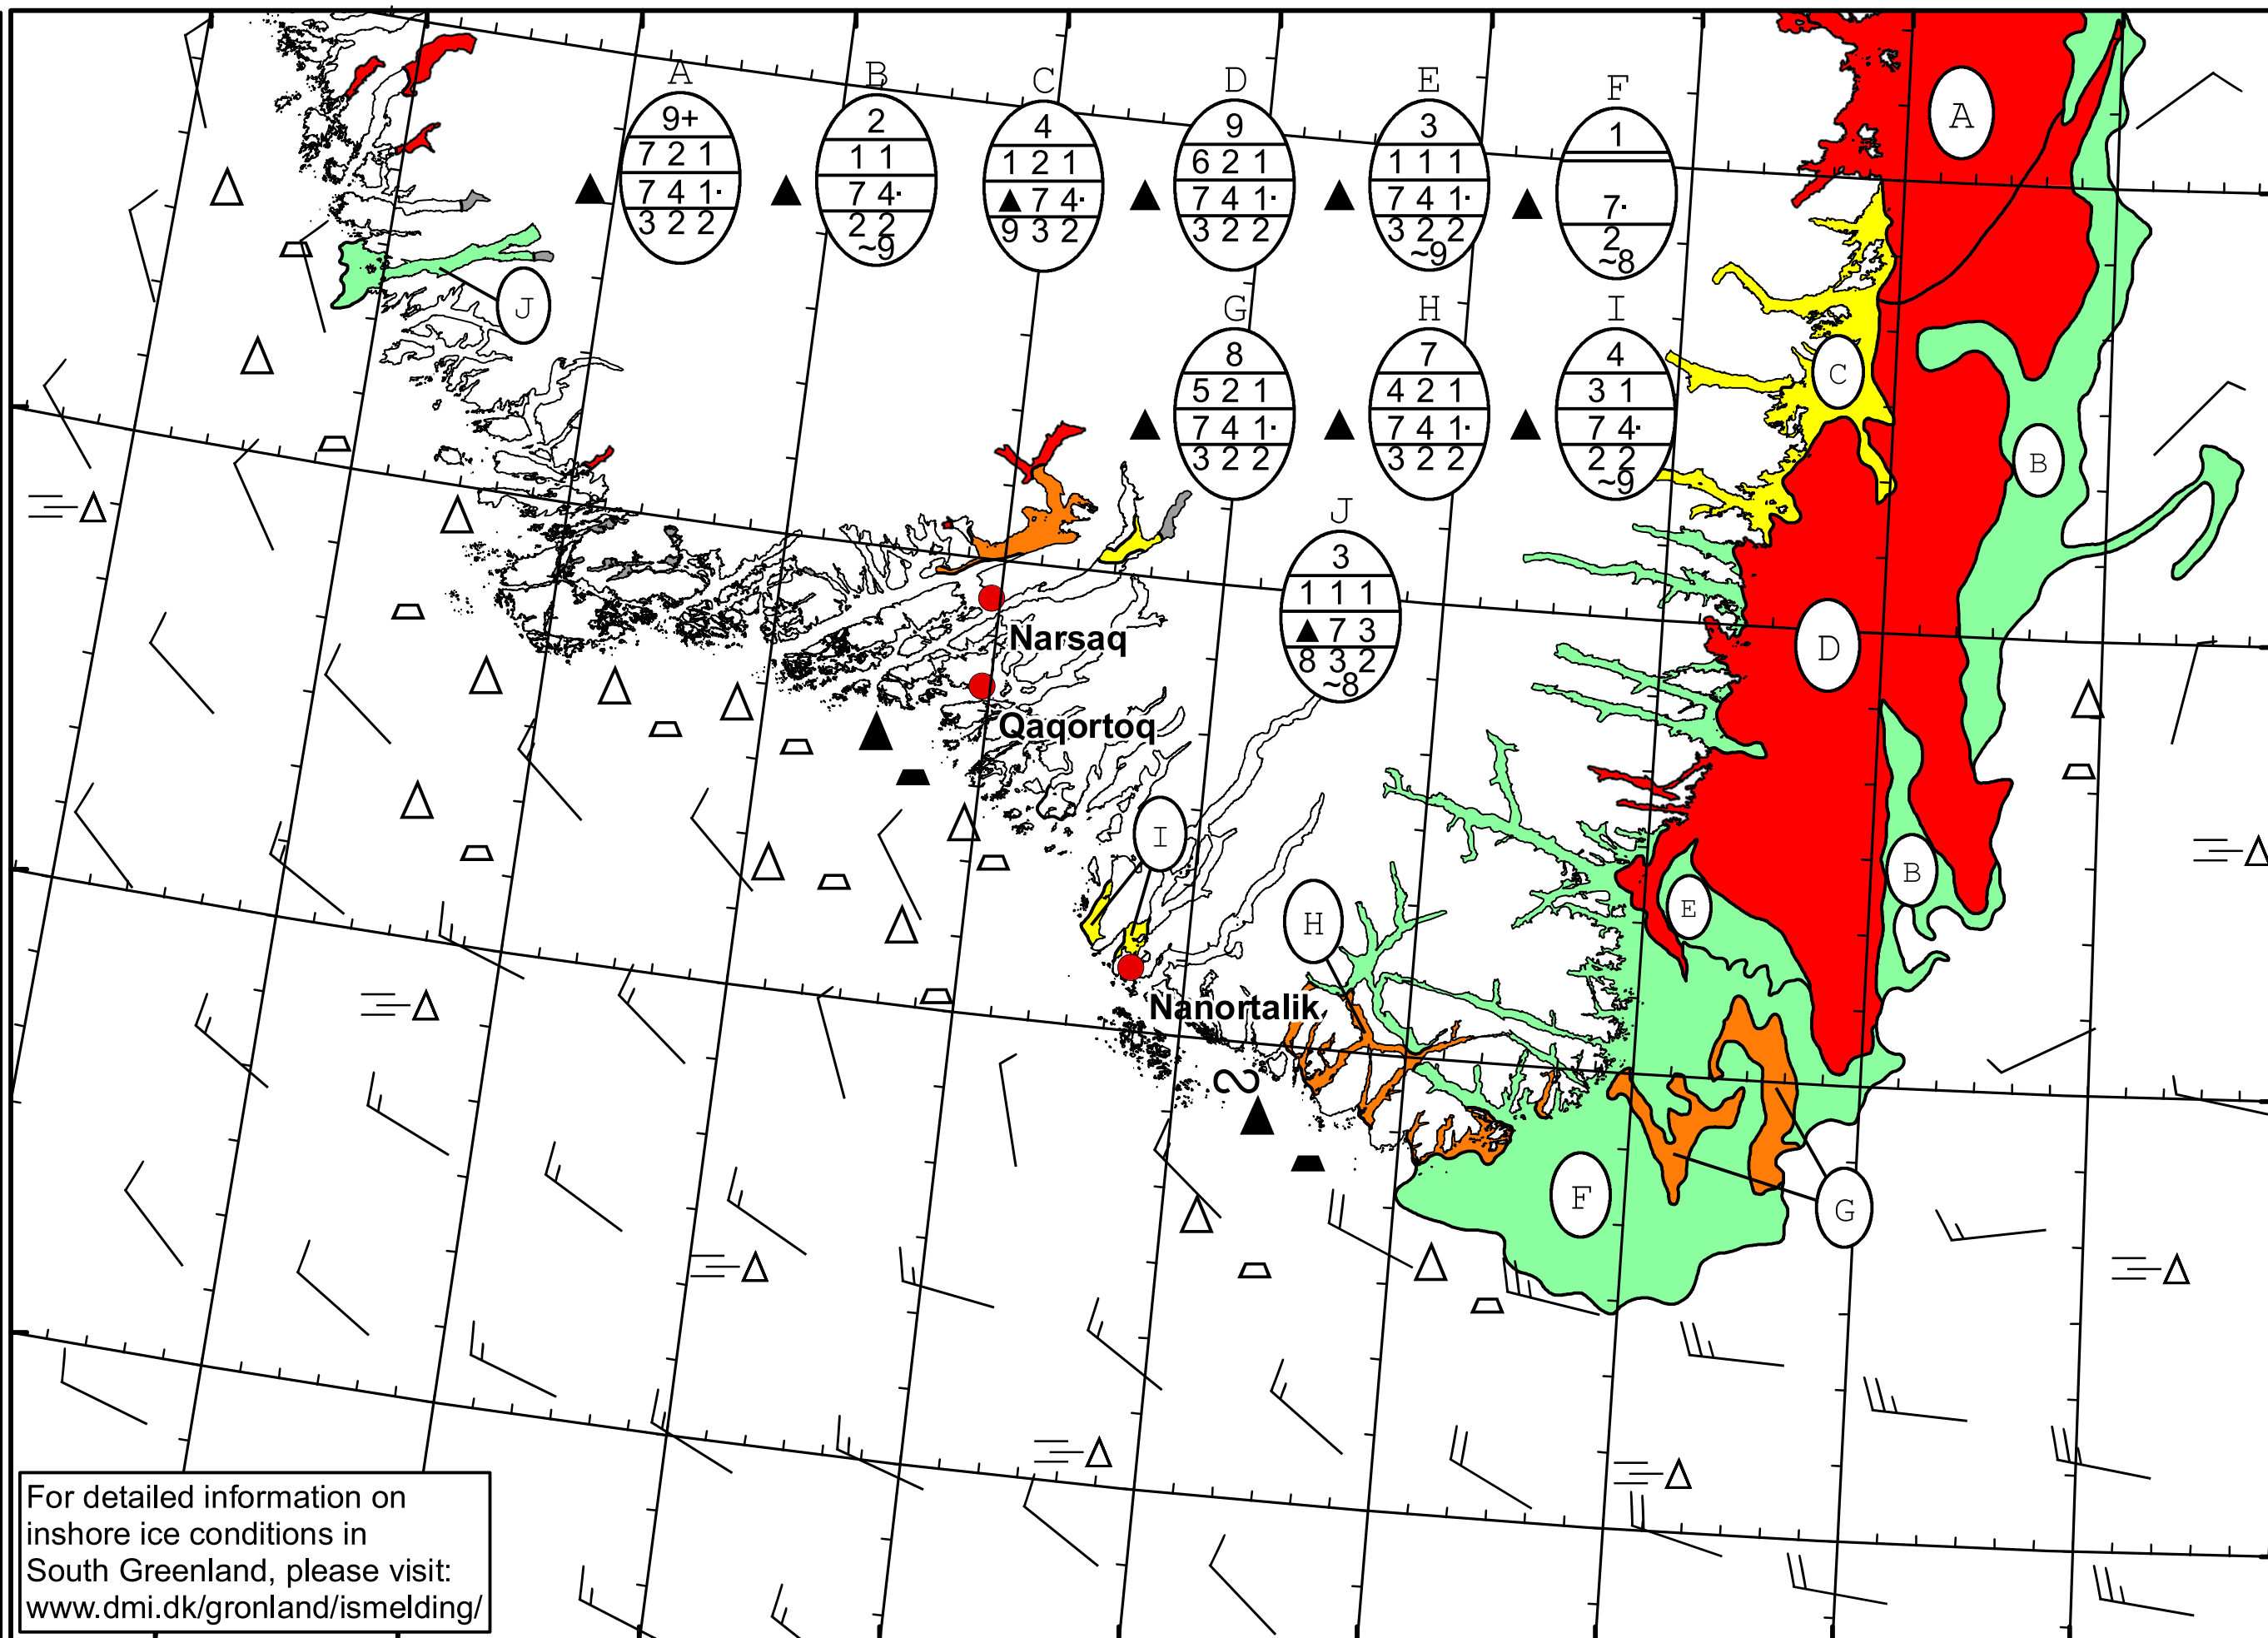 A B C D E F
9+
7 2 1
▲ 7 4 1·
3 2 2
2
1 1
▲ 7 4·
2 2
~9
4
1 2 1
▲ 7 4·
9 3 2
9
6 2 1
▲ 7 4 1·
3 2 2
3
1 1 1
▲ 7 4 1·
3 2 2
~9
1
▲ 7·
2
~8
G H I
8
5 2 1
▲ 7 4 1·
3 2 2
7
4 2 1
▲ 7 4 1·
3 2 2
4
3 1
▲ 7 4·
2 2
~9
J
3
1 1 1
▲ 7 3
8 3 2
~8
A
J
C
B
D
Narsaq
Qaqortoq
I
B
E
H
Nanortalik
F
G
For detailed information on
inshore ice conditions in
South Greenland, please visit:
www.dmi.dk/gronland/ismelding/